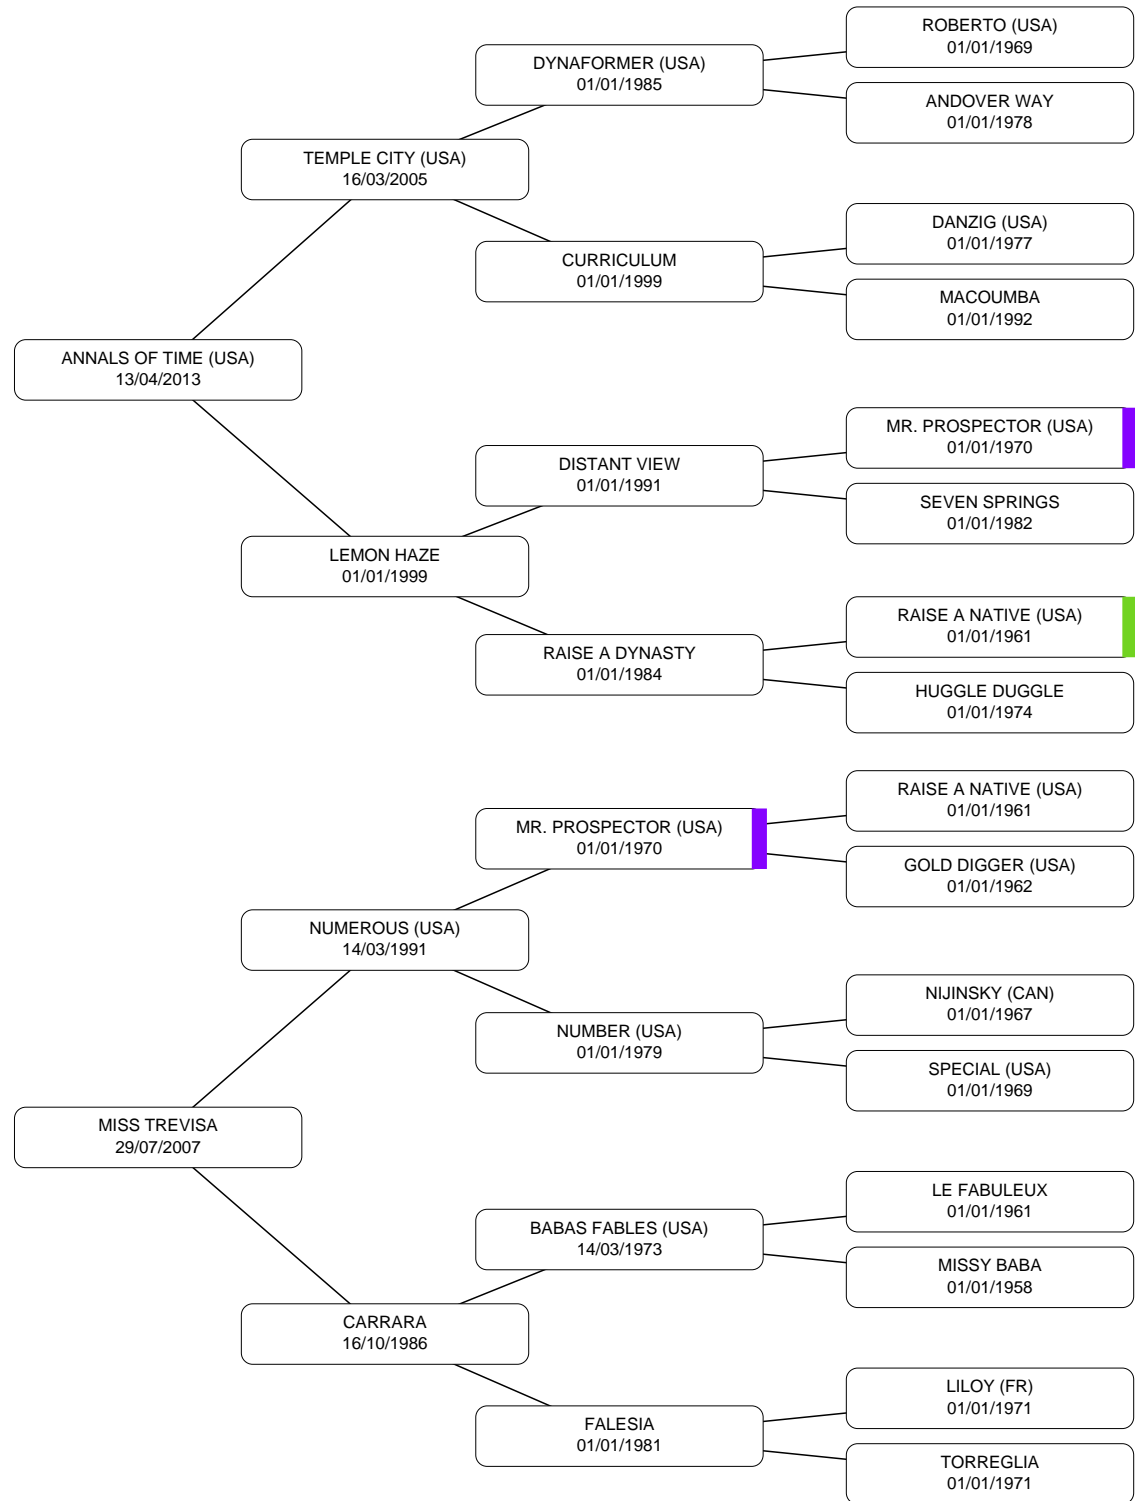 ROBERTO (USA)
01/01/1969
DYNAFORMER (USA)
01/01/1985
ANDOVER WAY
01/01/1978
TEMPLE CITY (USA)
16/03/2005
DANZIG (USA)
01/01/1977
CURRICULUM
01/01/1999
MACOUMBA
01/01/1992
ANNALS OF TIME (USA)
13/04/2013
MR. PROSPECTOR (USA)
01/01/1970
DISTANT VIEW
01/01/1991
SEVEN SPRINGS
01/01/1982
LEMON HAZE
01/01/1999
RAISE A NATIVE (USA)
01/01/1961
RAISE A DYNASTY
01/01/1984
HUGGLE DUGGLE
01/01/1974
RAISE A NATIVE (USA)
01/01/1961
MR. PROSPECTOR (USA)
01/01/1970
GOLD DIGGER (USA)
01/01/1962
NUMEROUS (USA)
14/03/1991
NIJINSKY (CAN)
01/01/1967
NUMBER (USA)
01/01/1979
SPECIAL (USA)
01/01/1969
MISS TREVISA
29/07/2007
LE FABULEUX
01/01/1961
BABAS FABLES (USA)
14/03/1973
MISSY BABA
01/01/1958
CARRARA
16/10/1986
LILOY (FR)
01/01/1971
FALESIA
01/01/1981
TORREGLIA
01/01/1971